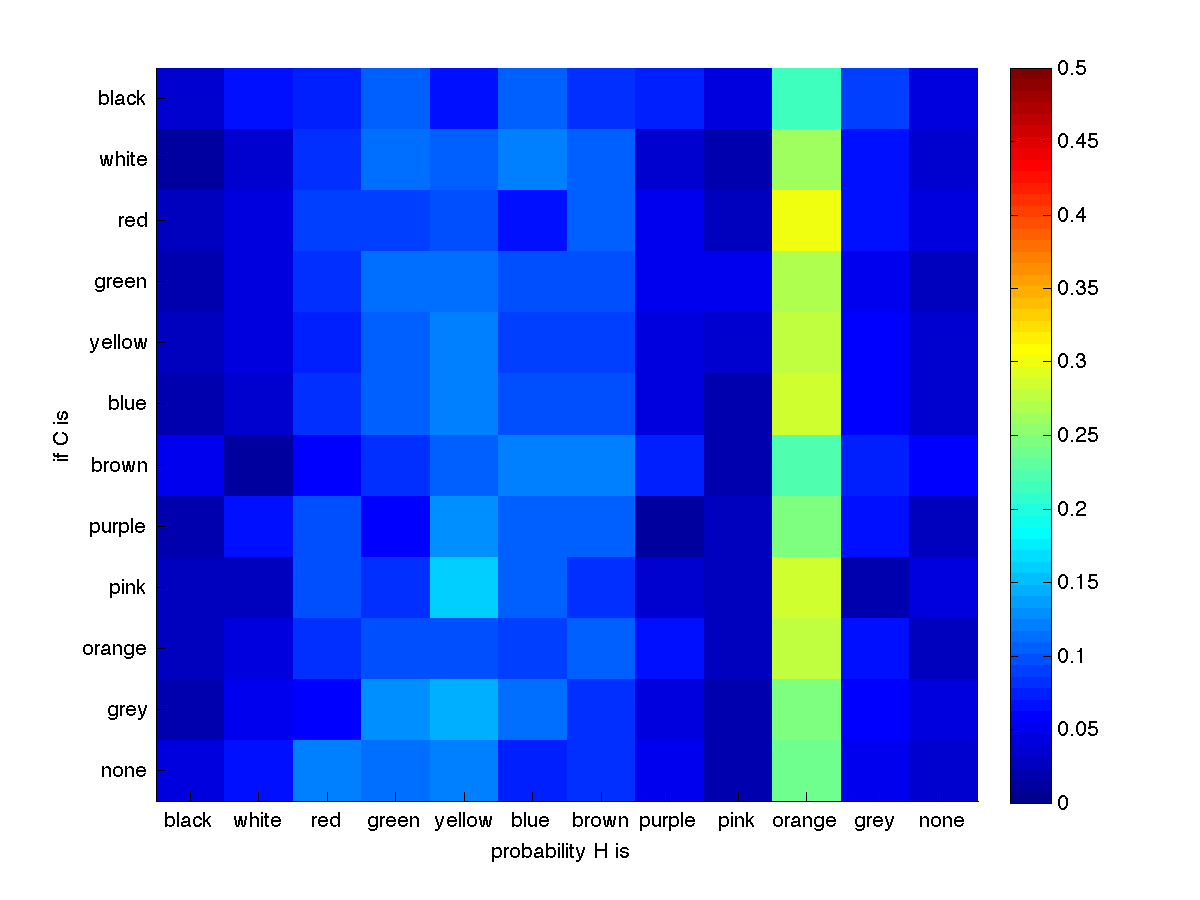 black
white
red
green
yellow
blue
brown
purple
pink
orange
grey
none
if C is
black white red green yellow blue brown purple pink orange grey none
probability H is
0.5
0.45
0.4
0.35
0.3
0.25
0.2
0.15
0.1
0.05
0